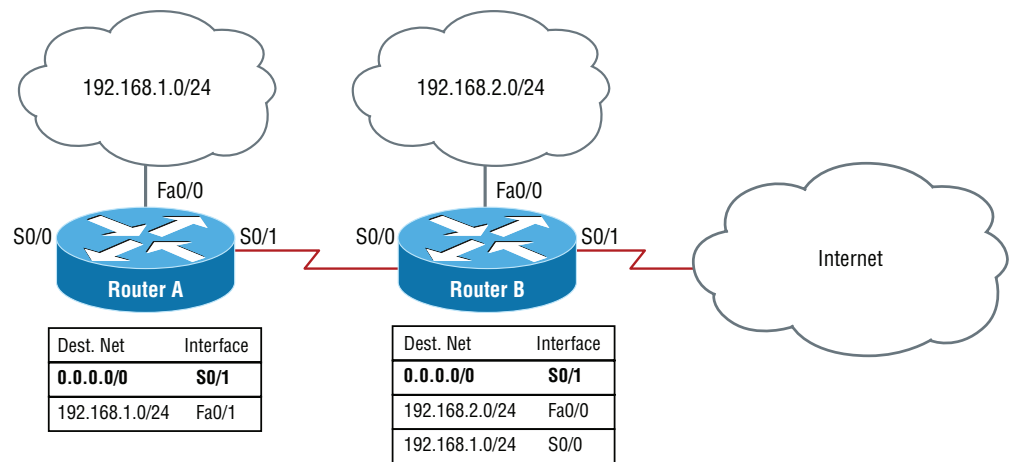 192.168.1.0/24
192.168.2.0/24
Fa0/0
Fa0/0
S0/0
S0/1
S0/0
S0/1
Internet
Router A
Router B
Dest. Net Interface
0.0.0.0/0 S0/1
192.168.1.0/24 Fa0/1
Dest. Net Interface
0.0.0.0/0 S0/1
192.168.2.0/24 Fa0/0
192.168.1.0/24 S0/0